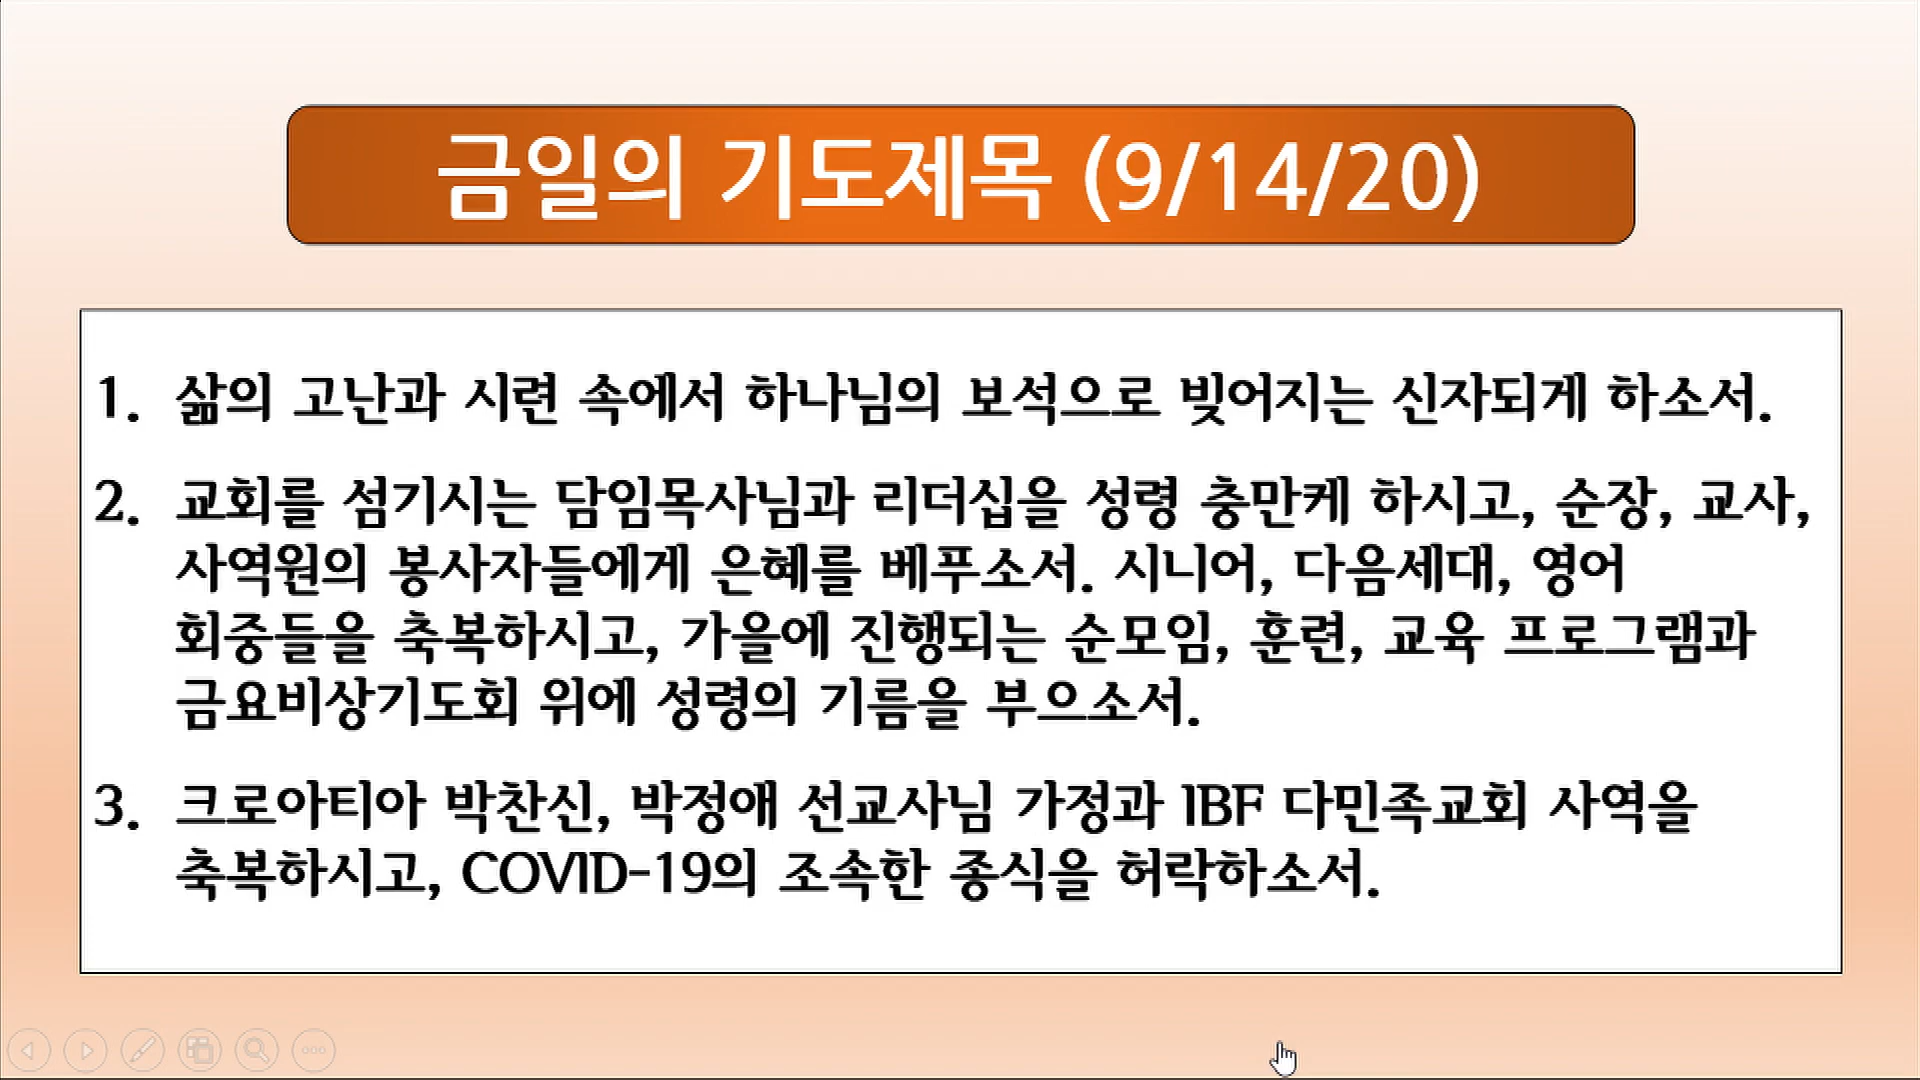 금일의 기도제목 (9/14/20)
1. 삶의 고난과 시련 속에서 하나님의 보석으로 빚어지는 신자되게 하소서.
2. 교회를 섬기시는 담임목사님과 리더십을 성령 충만케 하시고, 순장, 교사,
사역원의 봉사자들에게 은혜를 베푸소서. 시니어, 다음세대, 영어
회중들을 축복하시고, 가을에 진행되는 순모임, 훈련, 교육 프로그램과
금요비상기도회 위에 성령의 기름을 부으소서.
3. 크로아티아 박찬신, 박정애 선교사님 가정과 IBF 다민족교회 사역을
축복하시고, COVID-19의 조속한 종식을 허락하소서.